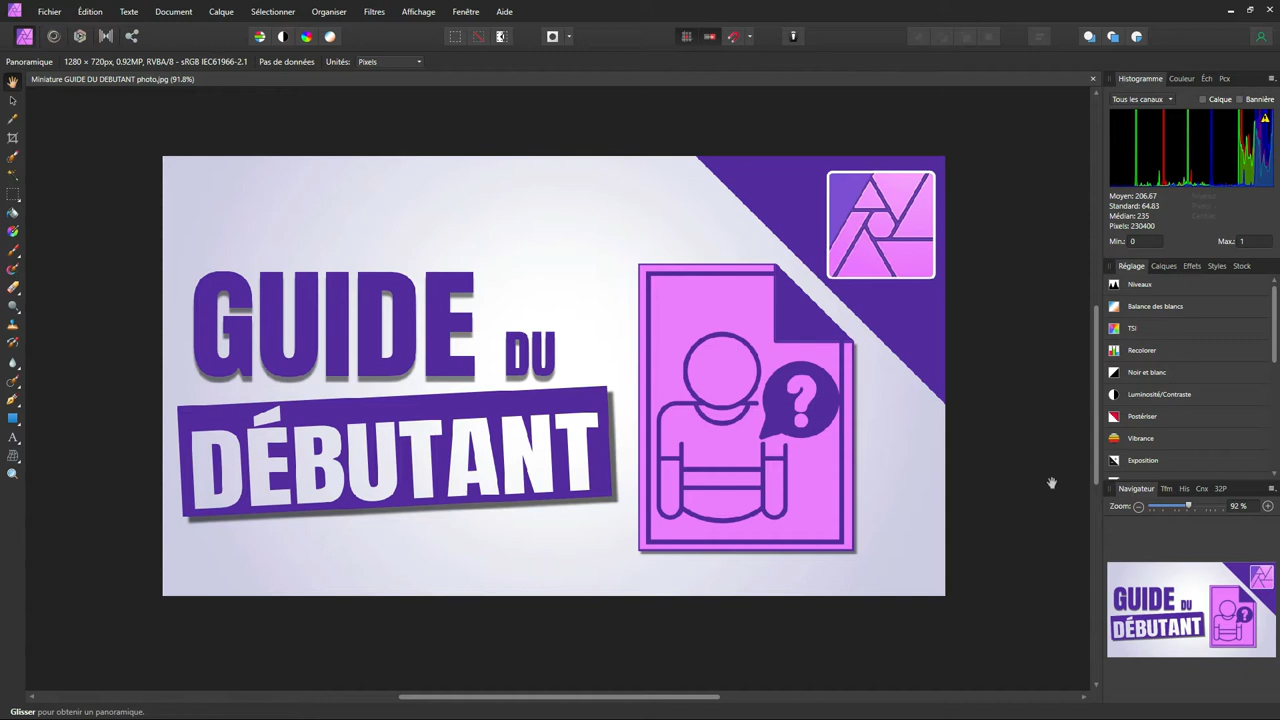 Fichier Édition Texte Document Calque Sélectionner Organiser Filtres Affichage Fenêtre Aide
Panoramique 1280 × 720px, 0.92MP, RVBA/8 - sRGB IEC61966-2.1 Pas de données Unités: Pixels
Miniature GUIDE DU DEBUTANT photo.jpg (91.8%)
Histogramme Couleur Éch Pcx
Tous les canaux Calque Bannière
Moyen: 206.67
Standard: 64.83
Médian: 235
Pixels: 230400
Min.: 0 Max.: 1
Réglage Calques Effets Styles Stock
Niveaux
Balance des blancs
TSI
Recolorer
Noir et blanc
Luminosité/Contraste
Postériser
Vibrance
Exposition
Navigateur Tfm His Cnx 32P
Zoom: 92 %
GUIDE DU
DÉBUTANT
?
GUIDE DU
DÉBUTANT
?
Glisser pour obtenir un panoramique.